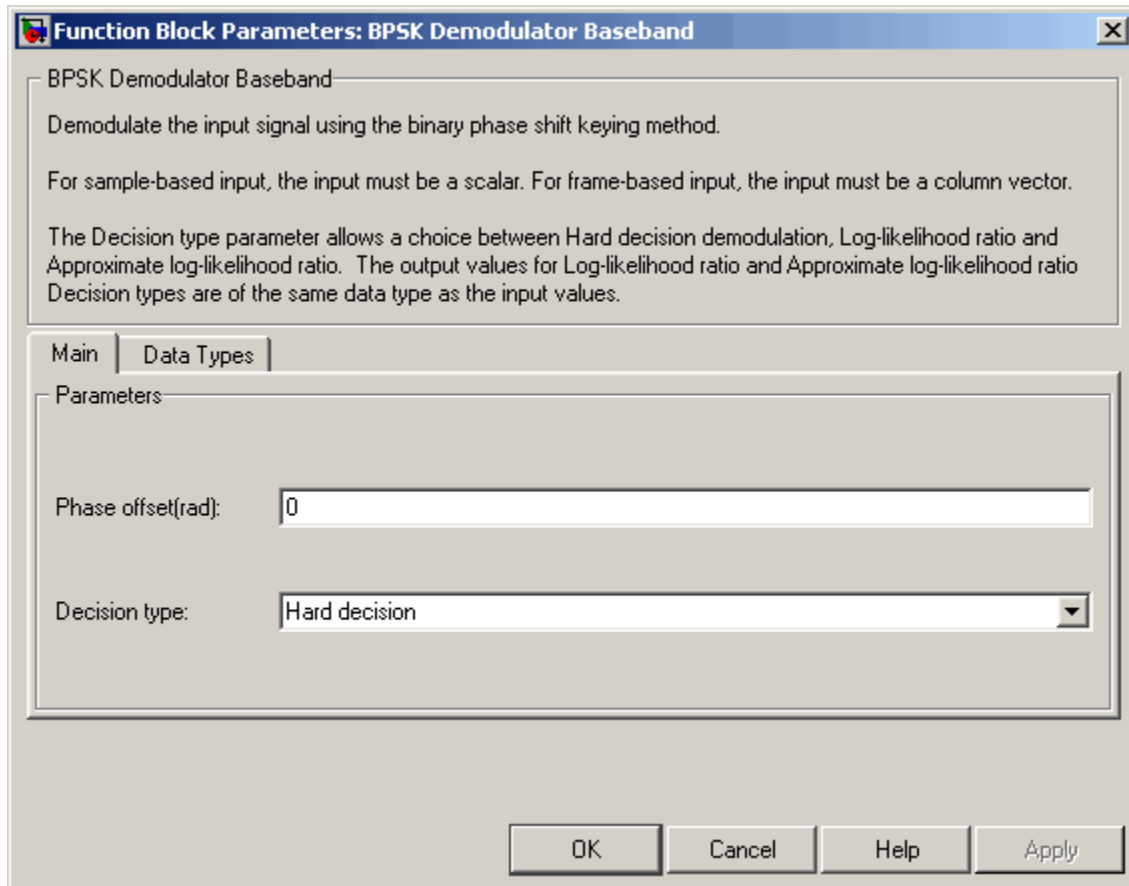 Function Block Parameters: BPSK Demodulator Baseband
BPSK Demodulator Baseband
Demodulate the input signal using the binary phase shift keying method.
For sample-based input, the input must be a scalar. For frame-based input, the input must be a column vector.
The Decision type parameter allows a choice between Hard decision demodulation, Log-likelihood ratio and
Approximate log-likelihood ratio.  The output values for Log-likelihood ratio and Approximate log-likelihood ratio
Decision types are of the same data type as the input values.
Main
Data Types
Parameters
Phase offset(rad):
0
Decision type:
Hard decision
OK
Cancel
Help
Apply